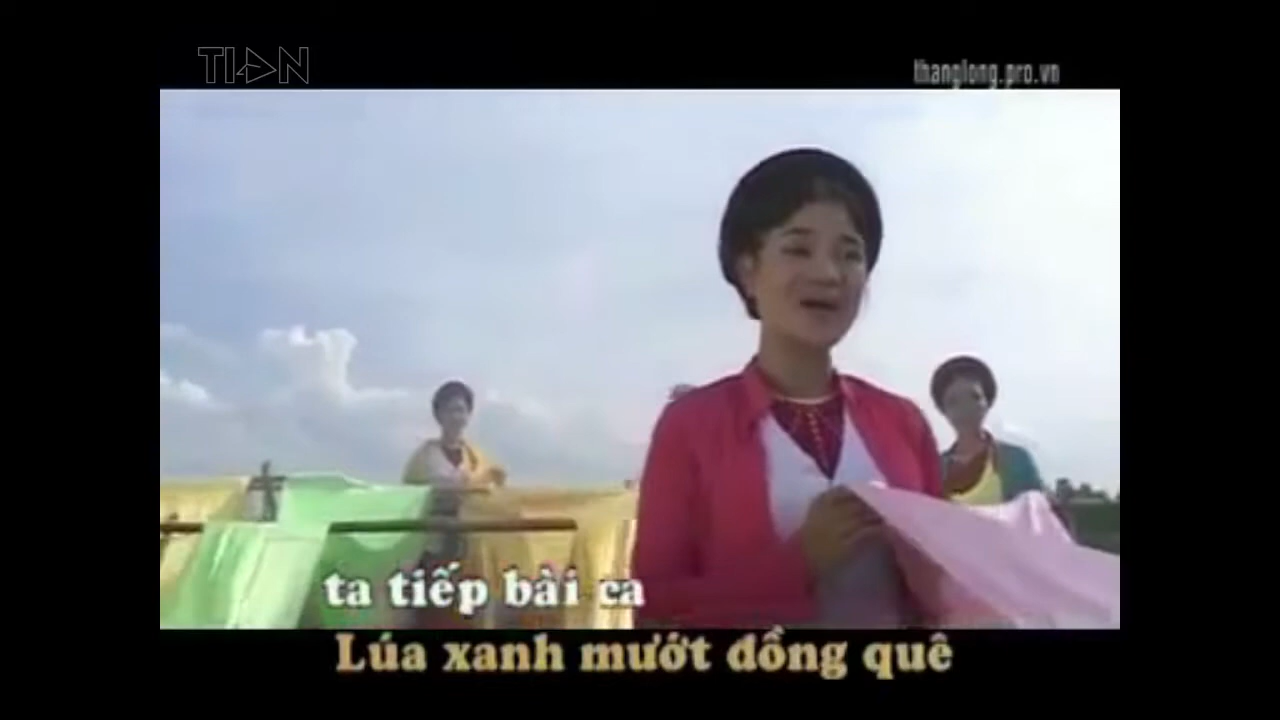 TIAN
thanglong.pro.vn
ta tiếp bài ca
Lúa xanh mướt đồng quê